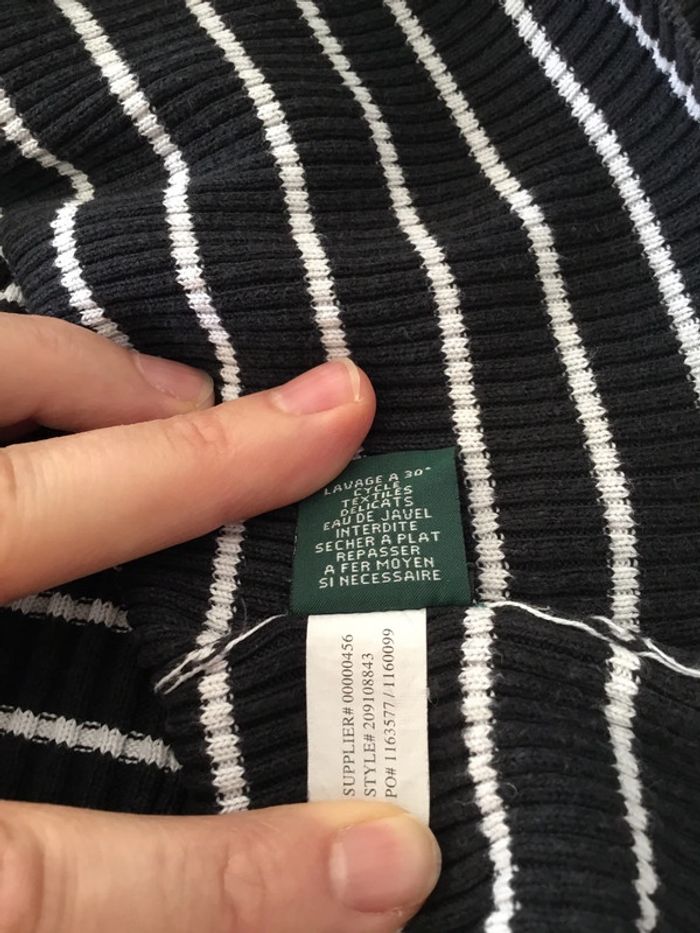 LAVAGE A 30°
CYCLE
TEXTILES
DELICATS
EAU DE JAVEL
INTERDITE
SECHER A PLAT
REPASSER
A FER MOYEN
SI NECESSAIRE
SUPPLIER# 00000456
STYLE# 209108843
PO# 1163577 / 1160099